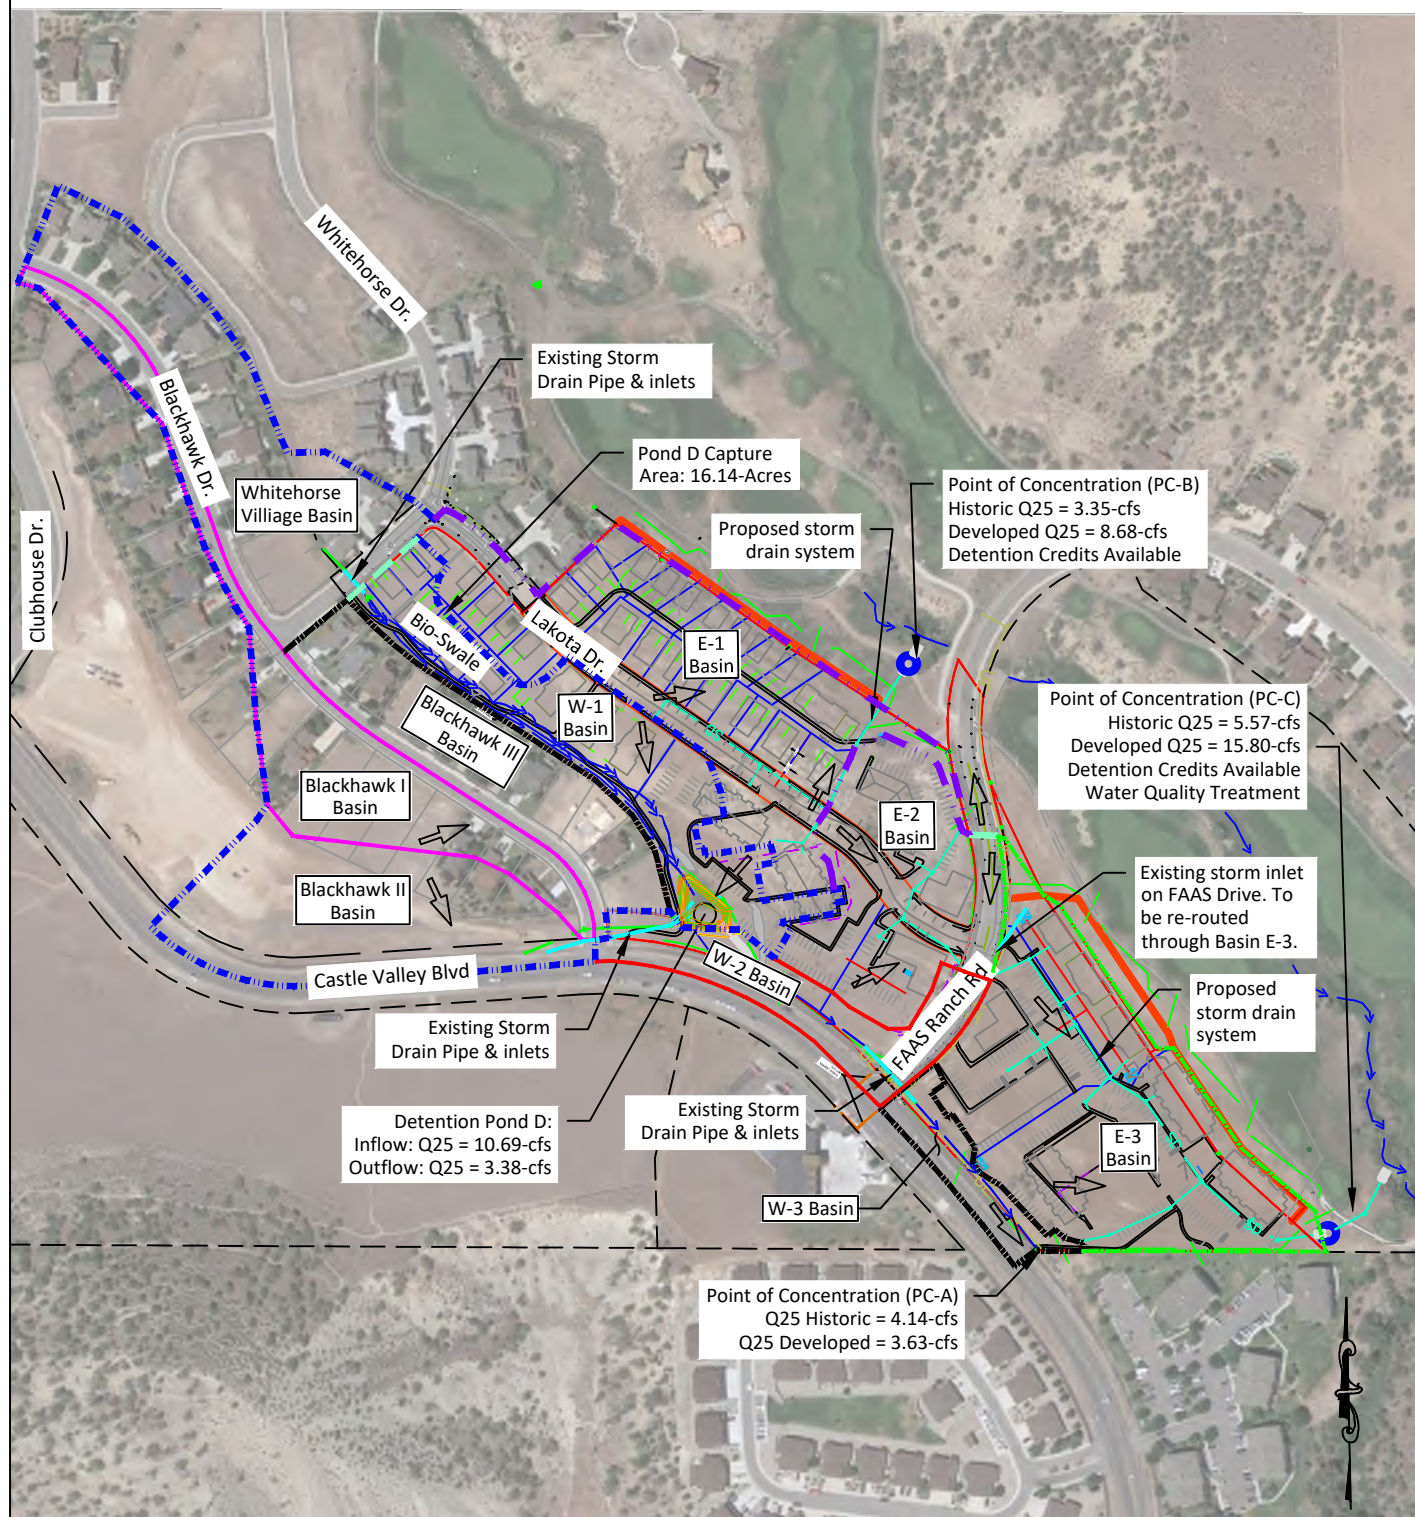 Whitehorse Dr.
Existing Storm
Drain Pipe & inlets
Blackhawk Dr.
Pond D Capture
Area: 16.14-Acres
Whitehorse
Villiage Basin
Point of Concentration (PC-B)
Historic Q25 = 3.35-cfs
Developed Q25 = 8.68-cfs
Detention Credits Available
Proposed storm
drain system
Clubhouse Dr.
Bio-Swale
Lakota Dr.
E-1
Basin
W-1
Basin
Blackhawk III
Basin
Point of Concentration (PC-C)
Historic Q25 = 5.57-cfs
Developed Q25 = 15.80-cfs
Detention Credits Available
Water Quality Treatment
Blackhawk I
Basin
E-2
Basin
Blackhawk II
Basin
Existing storm inlet
on FAAS Drive. To
be re-routed
through Basin E-3.
Castle Valley Blvd
W-2 Basin
FAAS Ranch Rd
Proposed
storm drain
system
Existing Storm
Drain Pipe & inlets
Detention Pond D:
Inflow: Q25 = 10.69-cfs
Outflow: Q25 = 3.38-cfs
Existing Storm
Drain Pipe & inlets
E-3
Basin
W-3 Basin
Point of Concentration (PC-A)
Q25 Historic = 4.14-cfs
Q25 Developed = 3.63-cfs